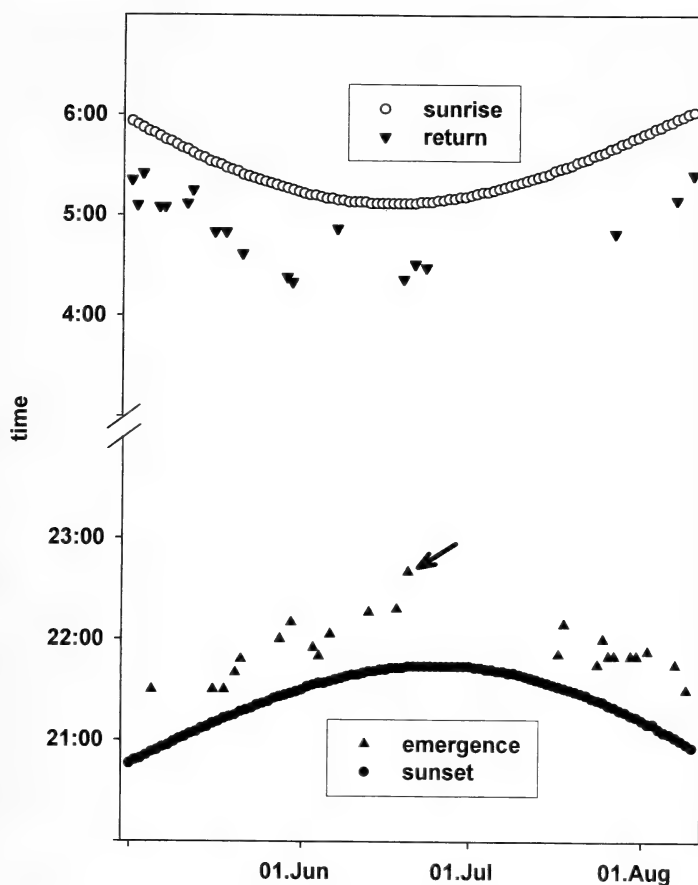 6:00
5:00
4:00
sunrise
return
time
23:00
22:00
21:00
emergence
sunset
01.Jun
01.Jul
01.Aug